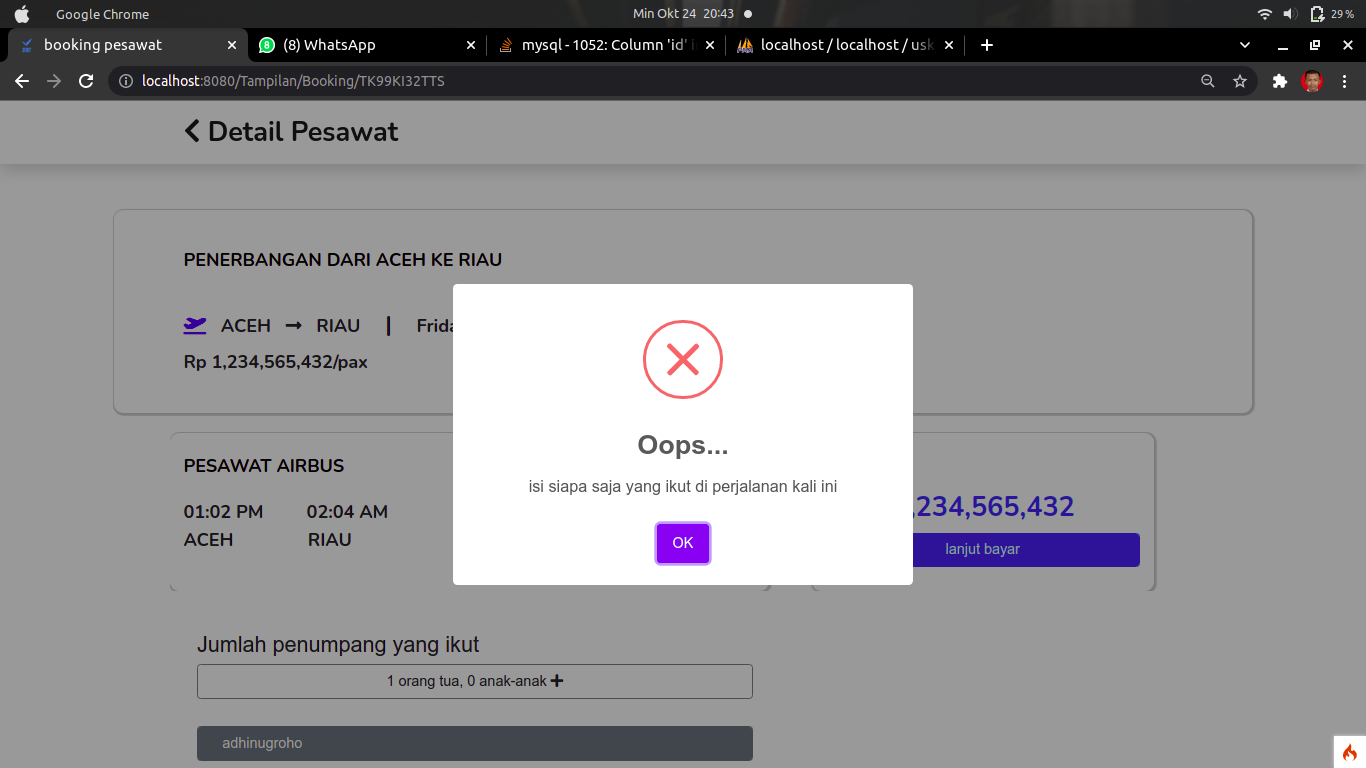 Google Chrome
Min Okt 24 20:43
29 %
booking pesawat
(8) WhatsApp
mysql - 1052: Column 'id' i
localhost / localhost / usk
localhost:8080/Tampilan/Booking/TK99KI32TTS
Detail Pesawat
PENERBANGAN DARI ACEH KE RIAU
ACEH → RIAU | Frida
Rp 1,234,565,432/pax
Oops...
isi siapa saja yang ikut di perjalanan kali ini
OK
PESAWAT AIRBUS
01:02 PM 02:04 AM
ACEH RIAU
,234,565,432
lanjut bayar
Jumlah penumpang yang ikut
1 orang tua, 0 anak-anak
adhinugroho